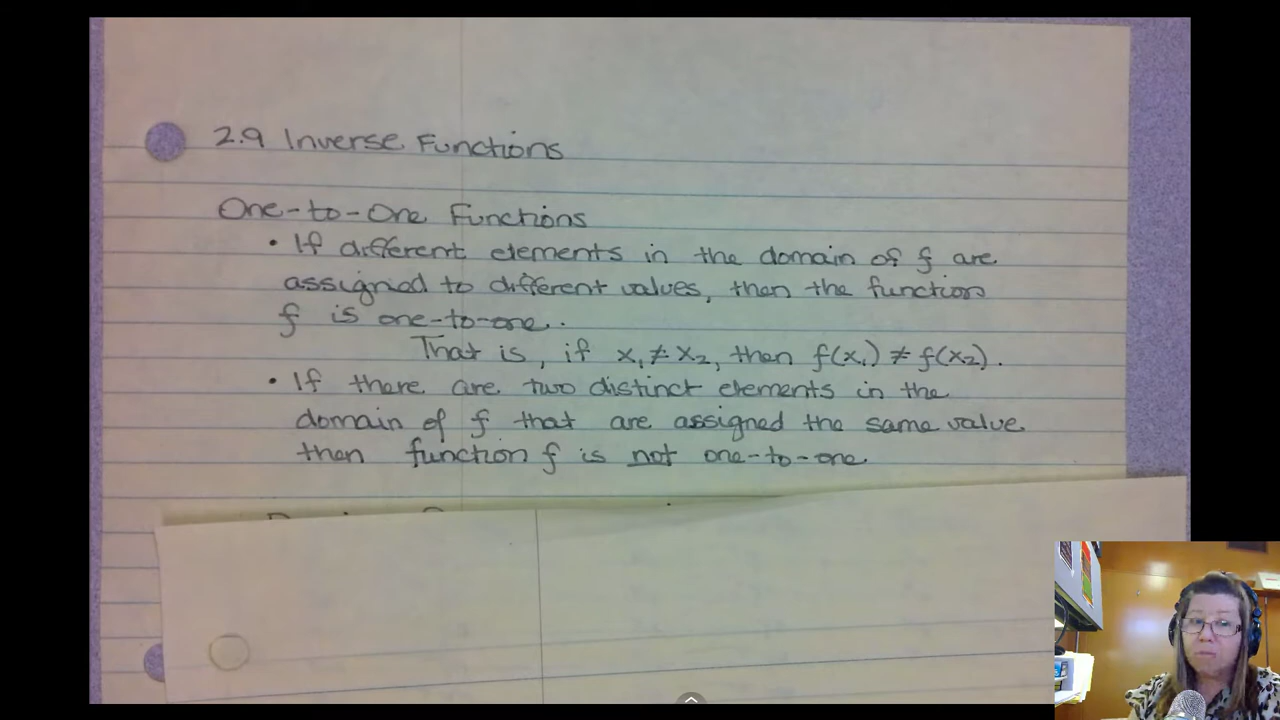 2.9 Inverse Functions
One-to-One Functions
• If different elements in the domain of f are
assigned to different values, then the function
f is one-to-one.
That is, if x₁ ≠ x₂, then f(x₁) ≠ f(x₂).
• If there are two distinct elements in the
domain of f that are assigned the same value
then function f is not one-to-one